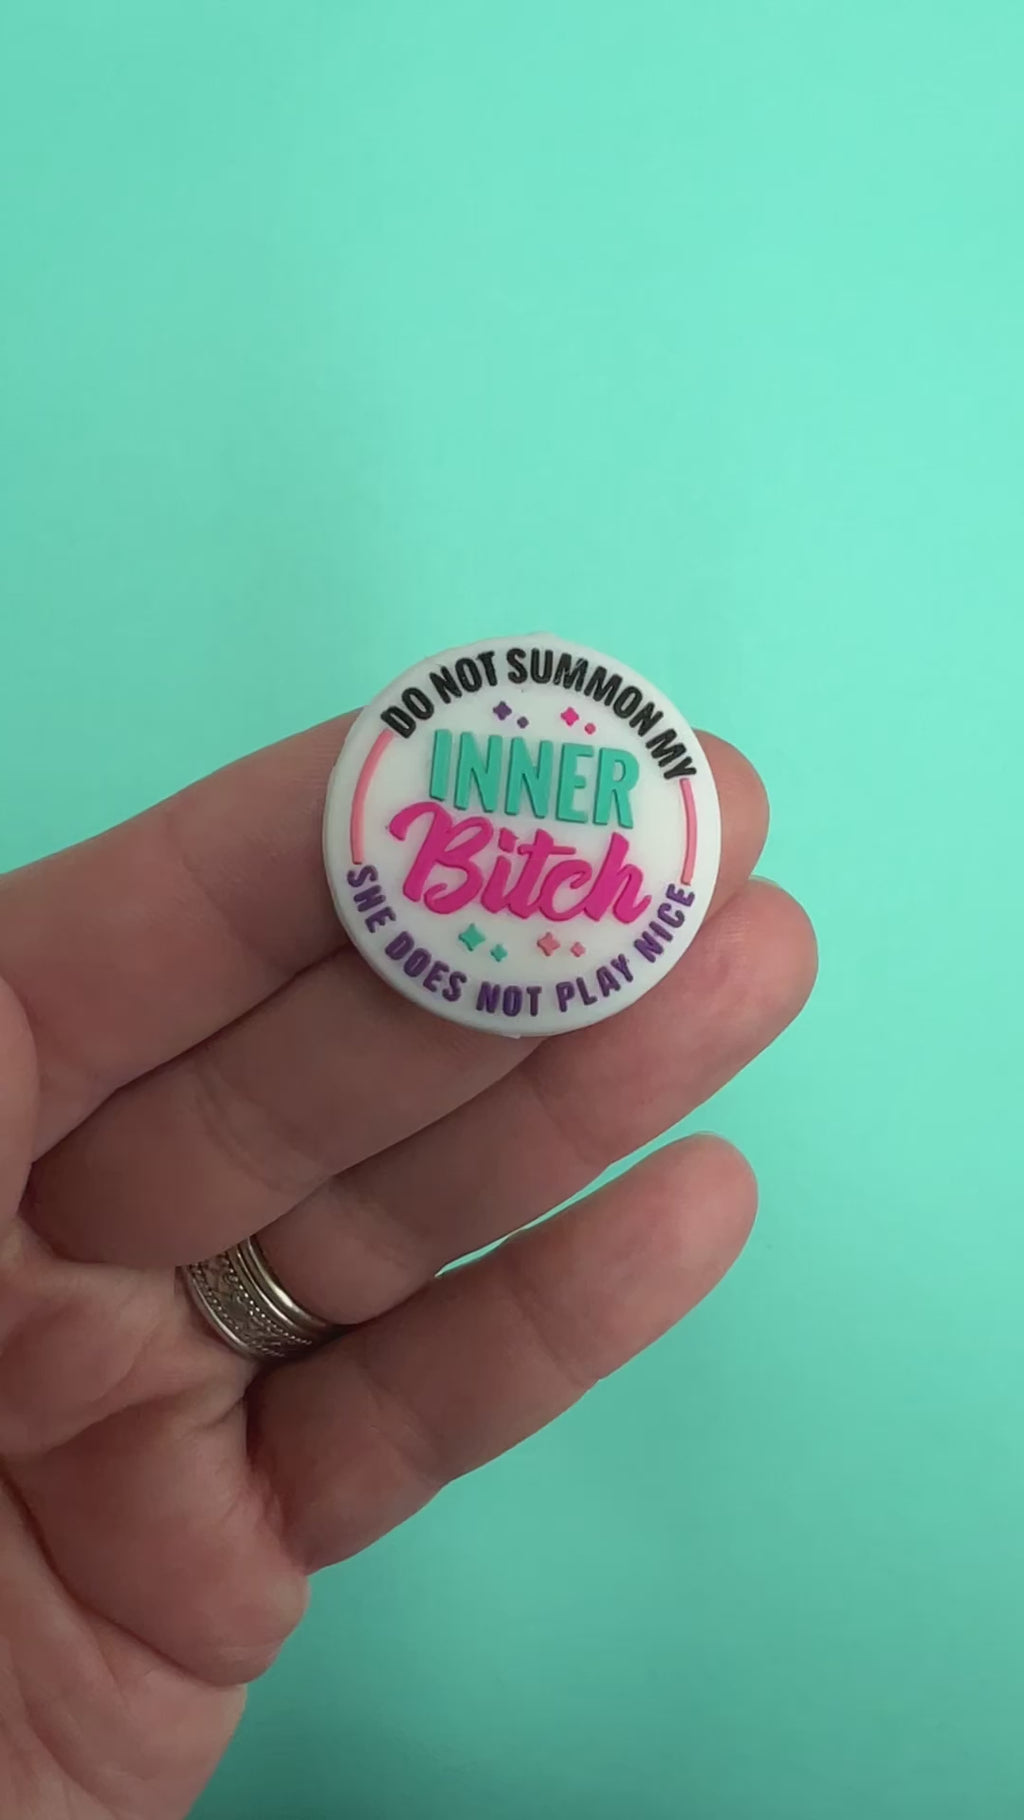 DO NOT SUMMON MY
INNER
Bitch
SHE DOES NOT PLAY NICE